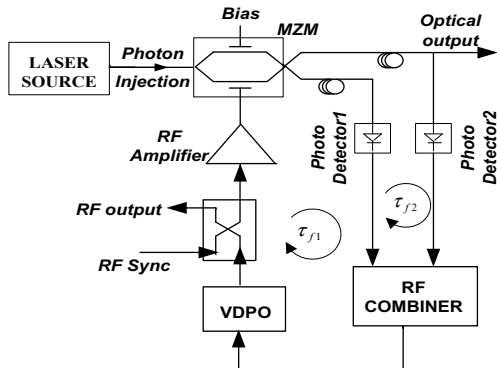 Bias
MZM
Optical
output
LASER
SOURCE
Photon
Injection
RF
Amplifier
Photo
Detector1
Photo
Detector2
RF output
τf1
τf2
RF Sync
VDPO
RF
COMBINER